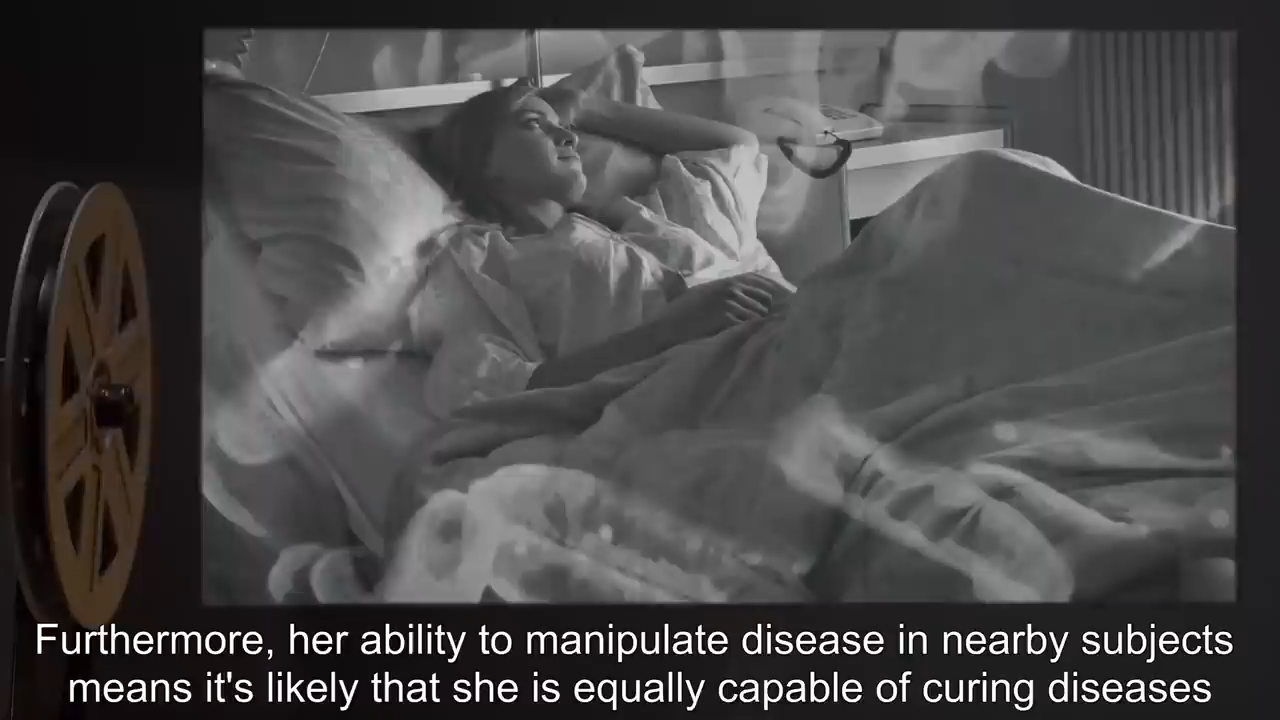 Furthermore, her ability to manipulate disease in nearby subjects
means it's likely that she is equally capable of curing diseases